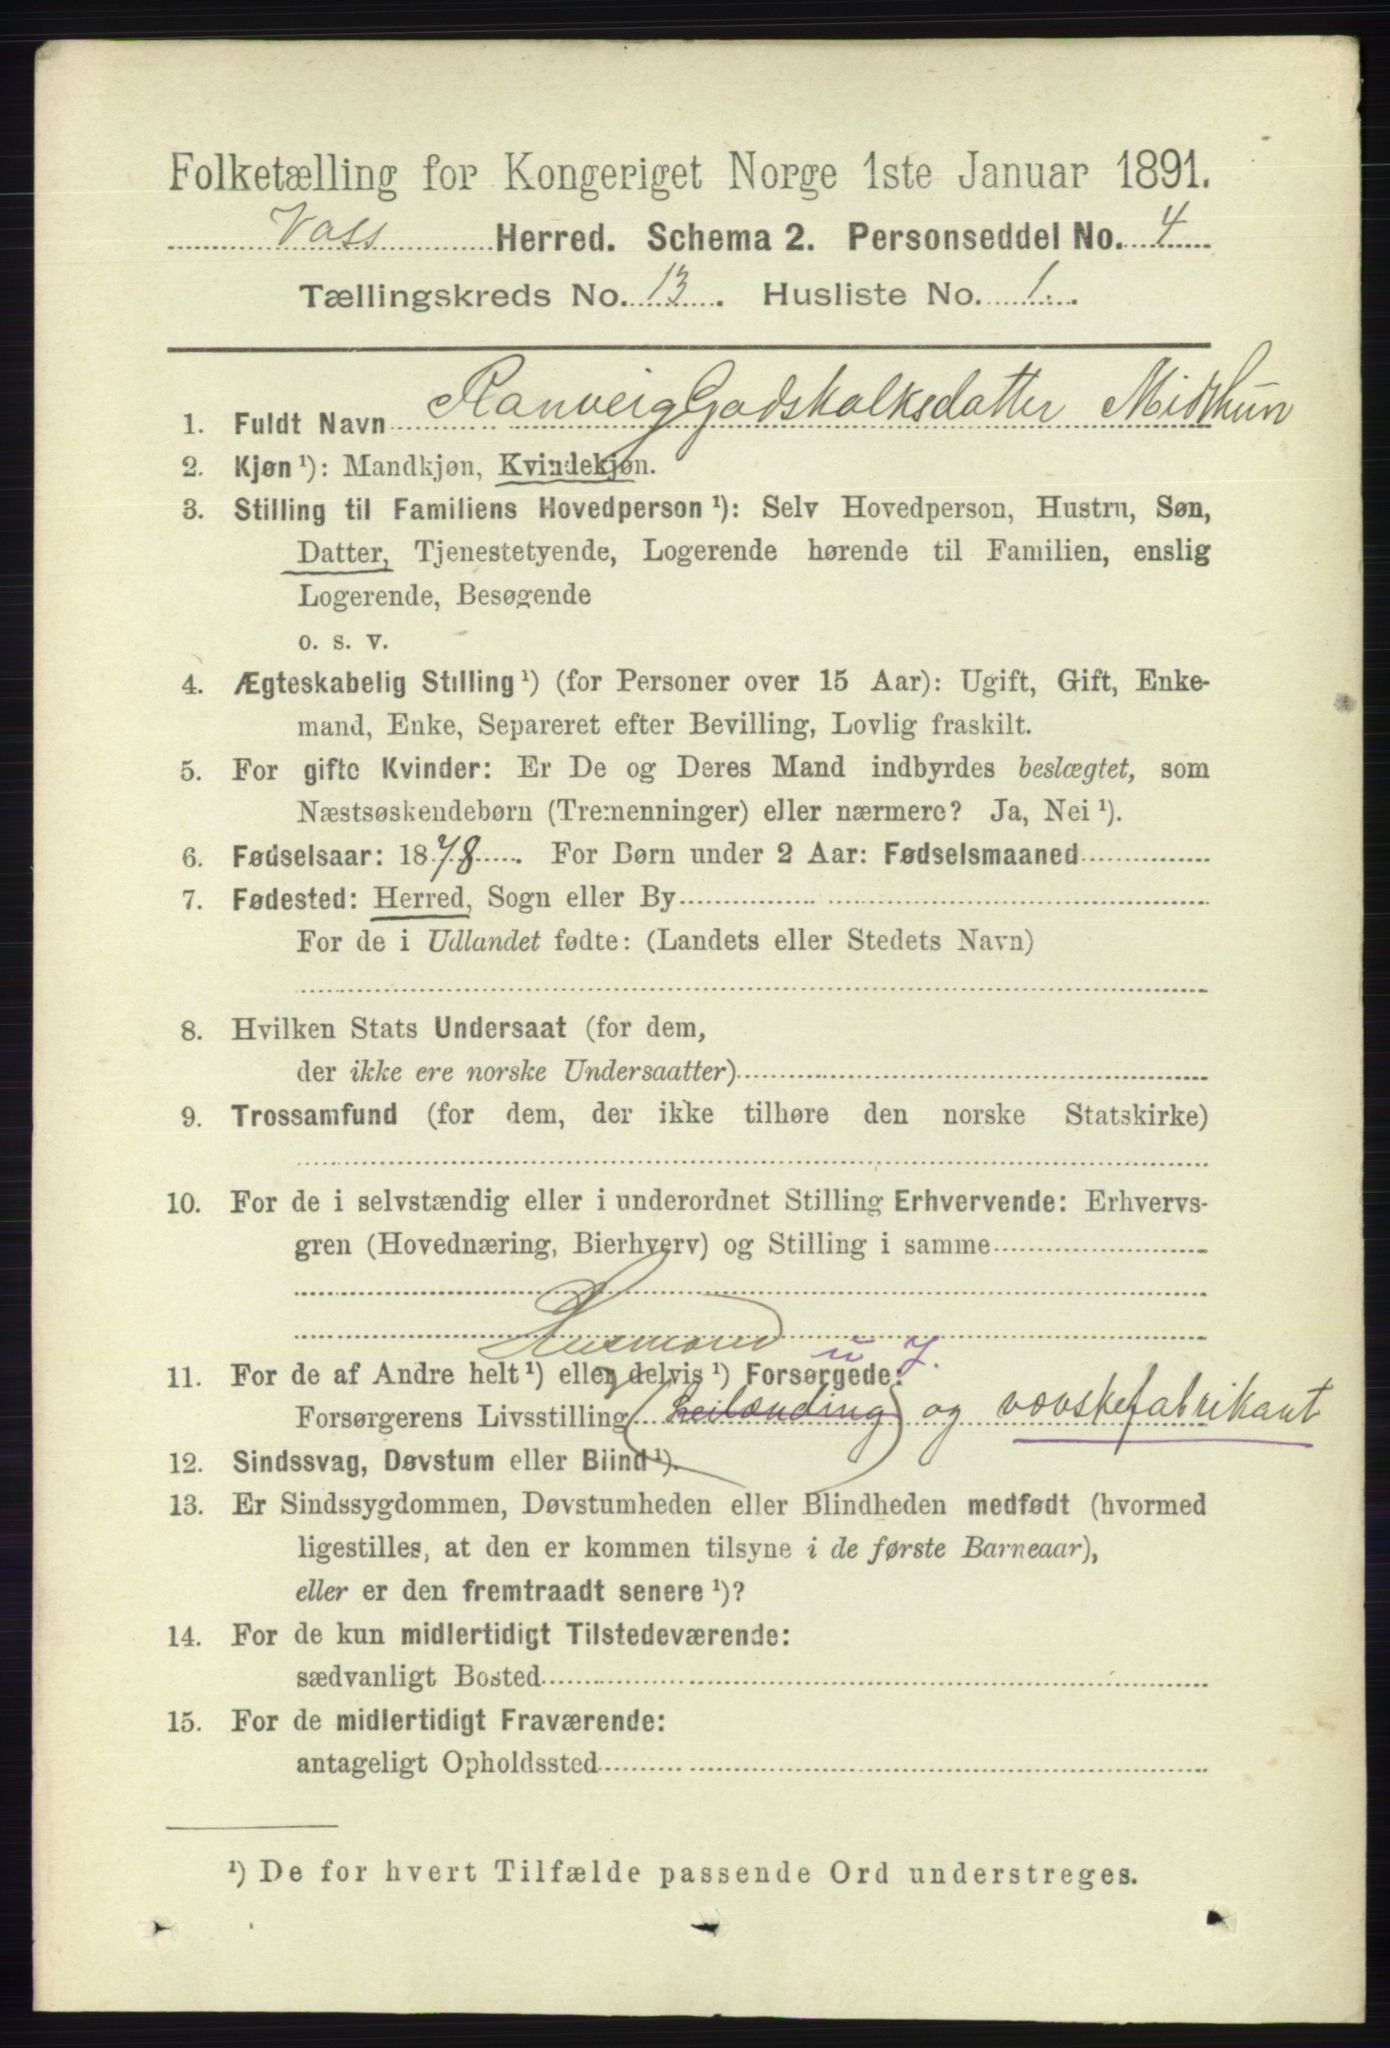 Folketælling for Kongeriget Norge 1ste Januar 1891.
Voss Herred. Schema 2. Personseddel No. 4
Tællingskreds No. 13. Husliste No. 1.
1. Fuldt Navn Ranveig Godskalksdatter Midthun
2. Kjøn ¹): Mandkjøn, Kvindekjøn.
3. Stilling til Familiens Hovedperson ¹): Selv Hovedperson, Hustru, Søn,
Datter, Tjenestetyende, Logerende hørende til Familien, enslig
Logerende, Besøgende
o. s. v.
4. Ægteskabelig Stilling ¹) (for Personer over 15 Aar): Ugift, Gift, Enke-
mand, Enke, Separeret efter Bevilling, Lovlig fraskilt.
5. For gifte Kvinder: Er De og Deres Mand indbyrdes beslægtet, som
Næstsøskendebørn (Tremenninger) eller nærmere? Ja, Nei ¹).
6. Fødselsaar: 1878. For Børn under 2 Aar: Fødselsmaaned
7. Fødested: Herred, Sogn eller By
For de i Udlandet fødte: (Landets eller Stedets Navn)
8. Hvilken Stats Undersaat (for dem,
der ikke ere norske Undersaatter)
9. Trossamfund (for dem, der ikke tilhøre den norske Statskirke)
10. For de i selvstændig eller i underordnet Stilling Erhvervende: Erhvervs-
gren (Hovednæring, Bierhverv) og Stilling i samme
Husmand
11. For de af Andre helt ¹) eller delvis ¹) Forsørgede:
Forsørgerens Livsstilling (leilænding) og vovskefabrikant
12. Sindssvag, Døvstum eller Blind ¹).
13. Er Sindssygdommen, Døvstumheden eller Blindheden medfødt (hvormed
ligestilles, at den er kommen tilsyne i de første Barneaar),
eller er den fremtraadt senere ¹)?
14. For de kun midlertidigt Tilstedeværende:
sædvanligt Bosted
15. For de midlertidigt Fraværende:
antageligt Opholdssted
¹) De for hvert Tilfælde passende Ord understreges.